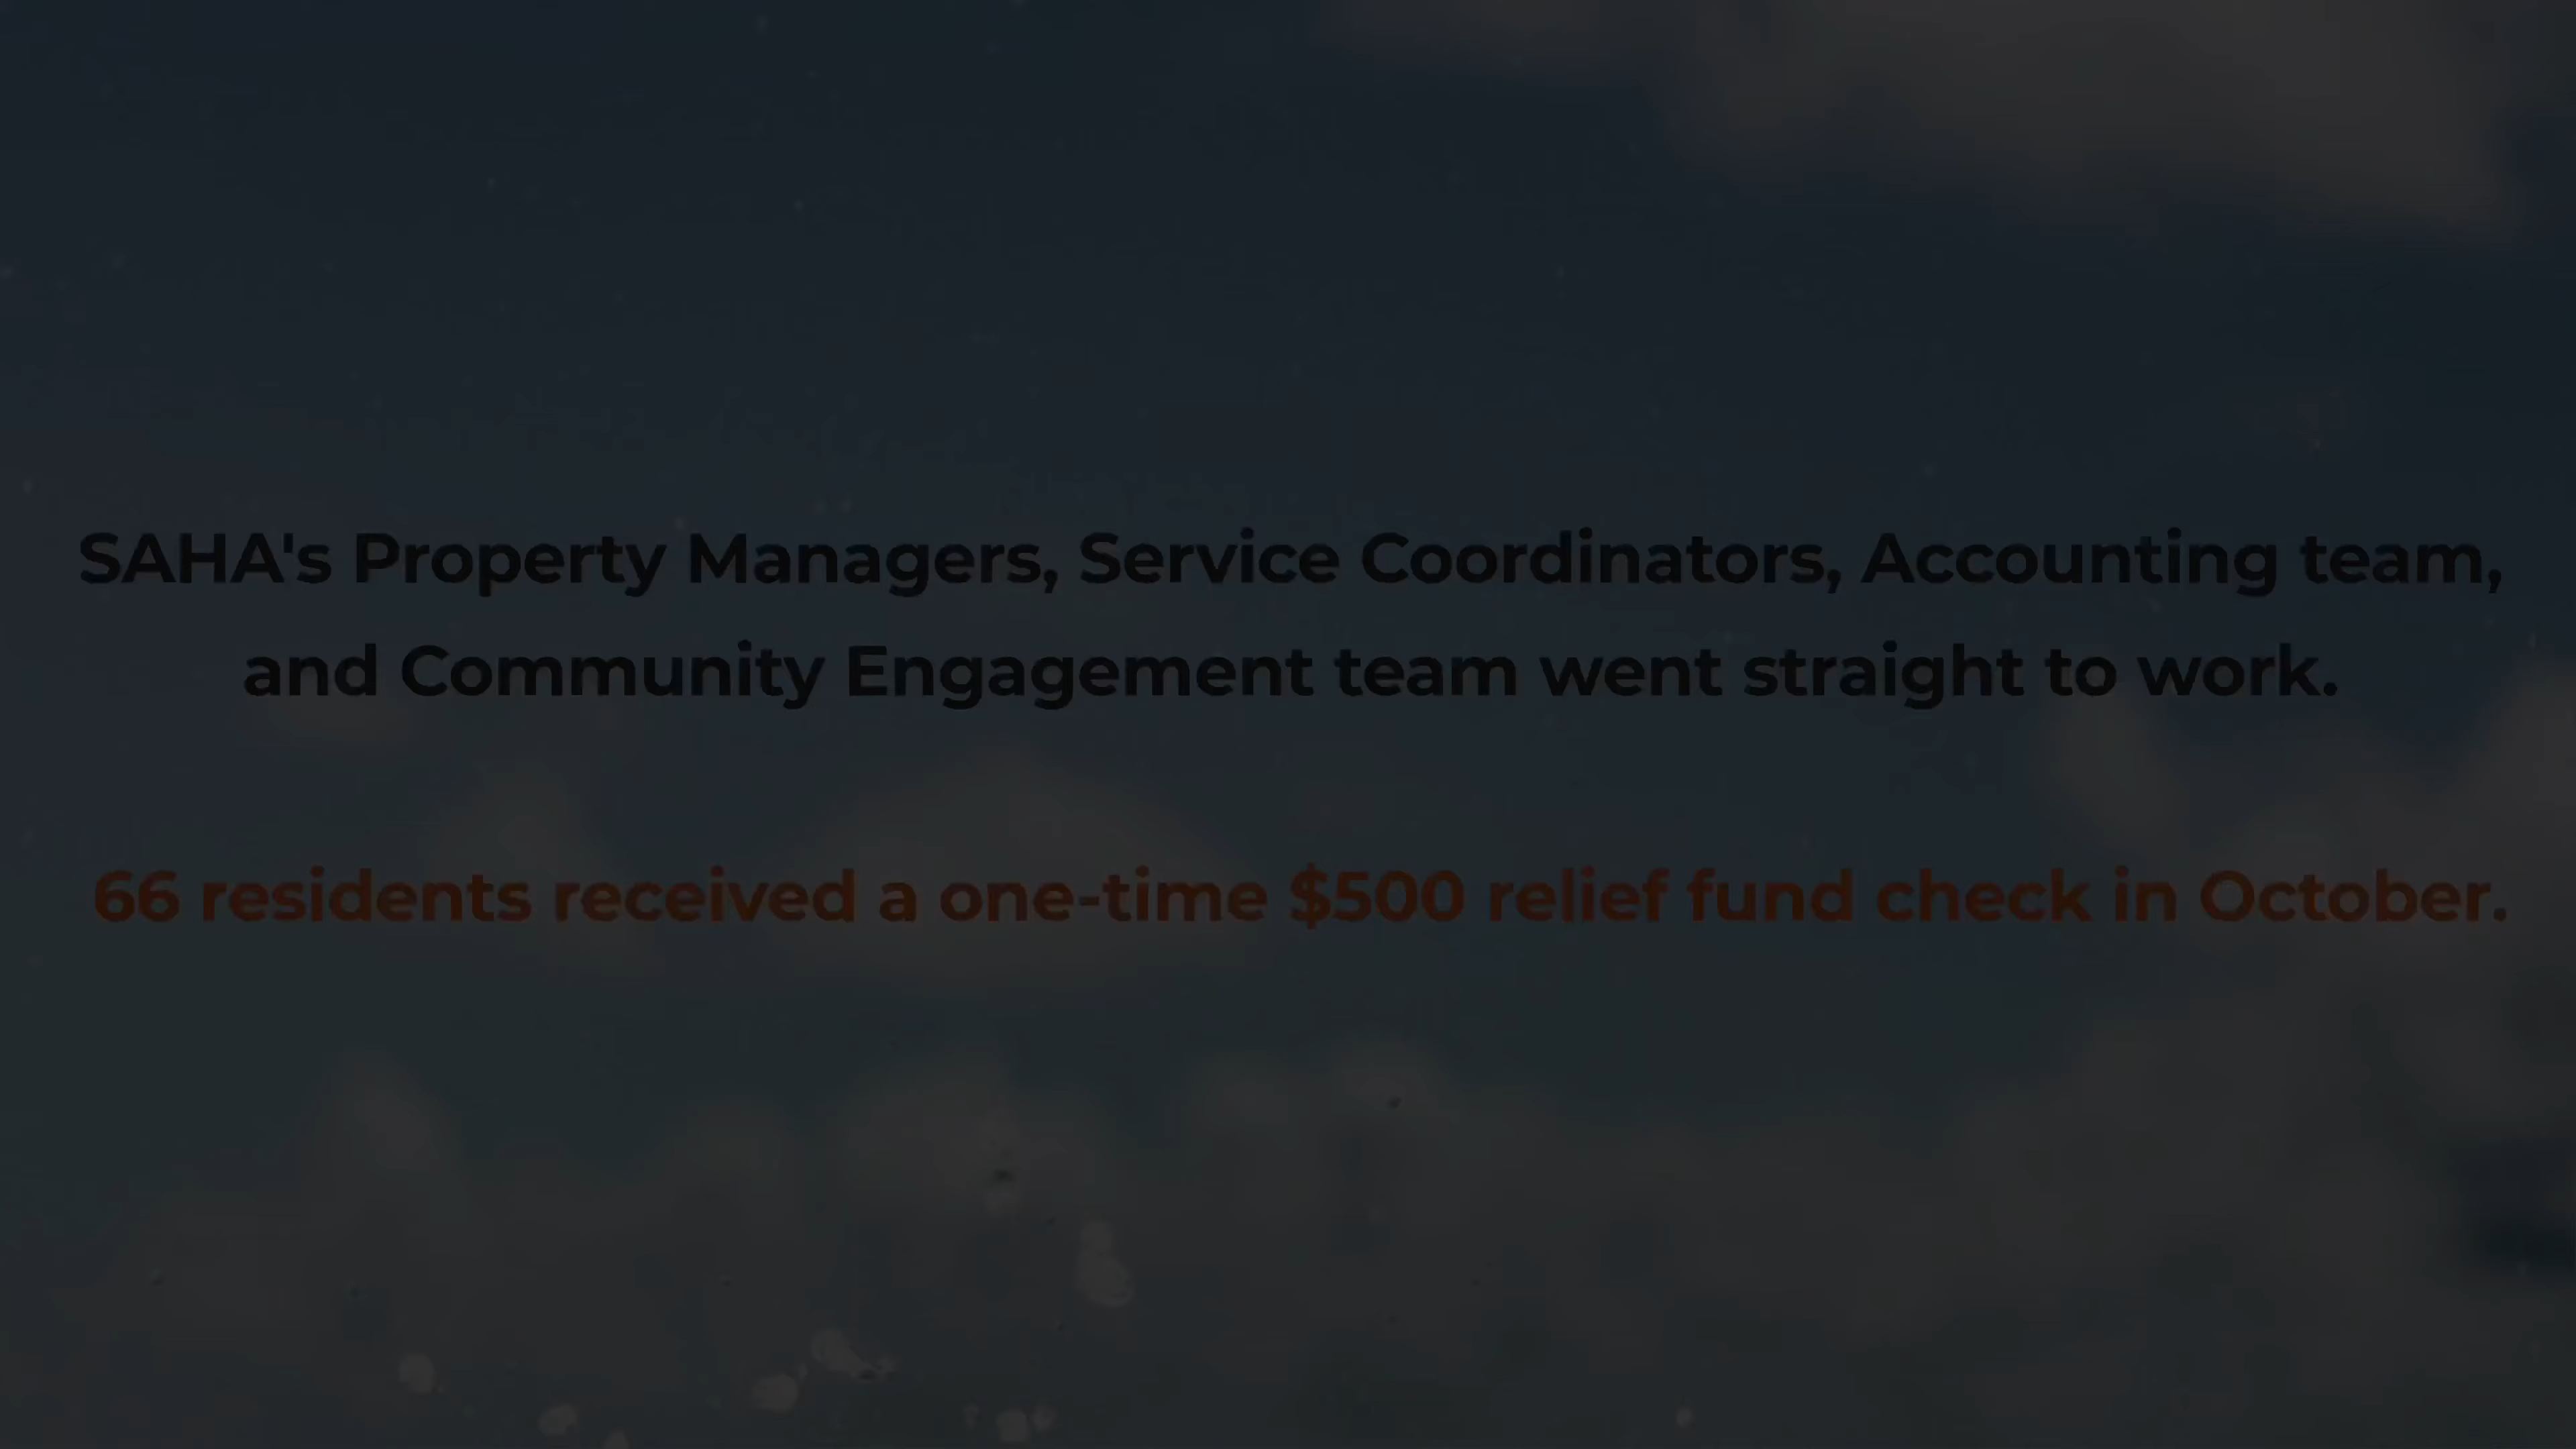 SAHA's Property Managers, Service Coordinators, Accounting team,
and Community Engagement team went straight to work.
66 residents received a one-time $500 relief fund check in October.